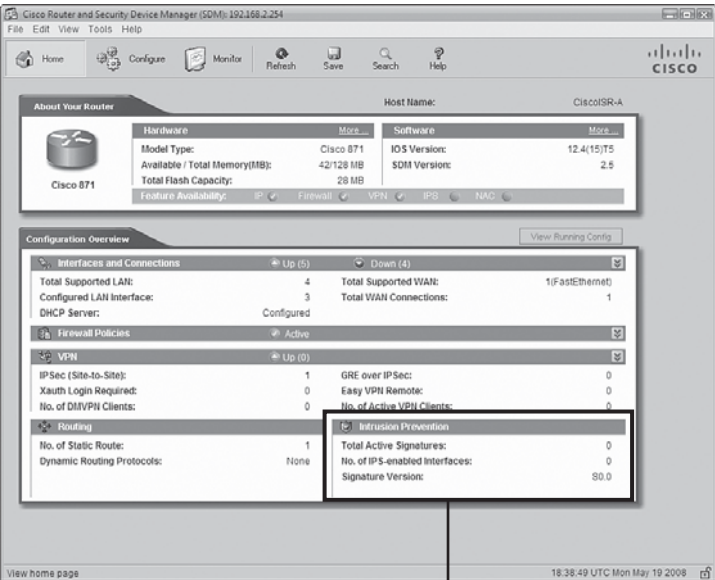 Cisco Router and Security Device Manager (SDM): 192.168.2.254
File Edit View Tools Help
Home Configure Monitor Refresh Save Search Help
CISCO
About Your Router
Host Name: CiscoISR-A
Cisco 871
Hardware More ...
Model Type: Cisco 871
Available / Total Memory(MB): 42/128 MB
Total Flash Capacity: 28 MB
Software More ...
IOS Version: 12.4(15)T5
SDM Version: 2.5
Feature Availability: IP Firewall VPN IPS NAC
Configuration Overview
View Running Config
Interfaces and Connections Up (5) Down (4)
Total Supported LAN: 4 Total Supported WAN: 1(FastEthernet)
Configured LAN Interface: 3 Total WAN Connections: 1
DHCP Server: Configured
Firewall Policies Active
VPN Up (0)
IPSec (Site-to-Site): 1 GRE over IPSec: 0
Xauth Login Required: 0 Easy VPN Remote: 0
No. of DMVPN Clients: 0 No. of Active VPN Clients: 0
Routing
No. of Static Route: 1
Dynamic Routing Protocols: None
Intrusion Prevention
Total Active Signatures: 0
No. of IPS-enabled Interfaces: 0
Signature Version: S0.0
View home page 18:38:49 UTC Mon May 19 2008